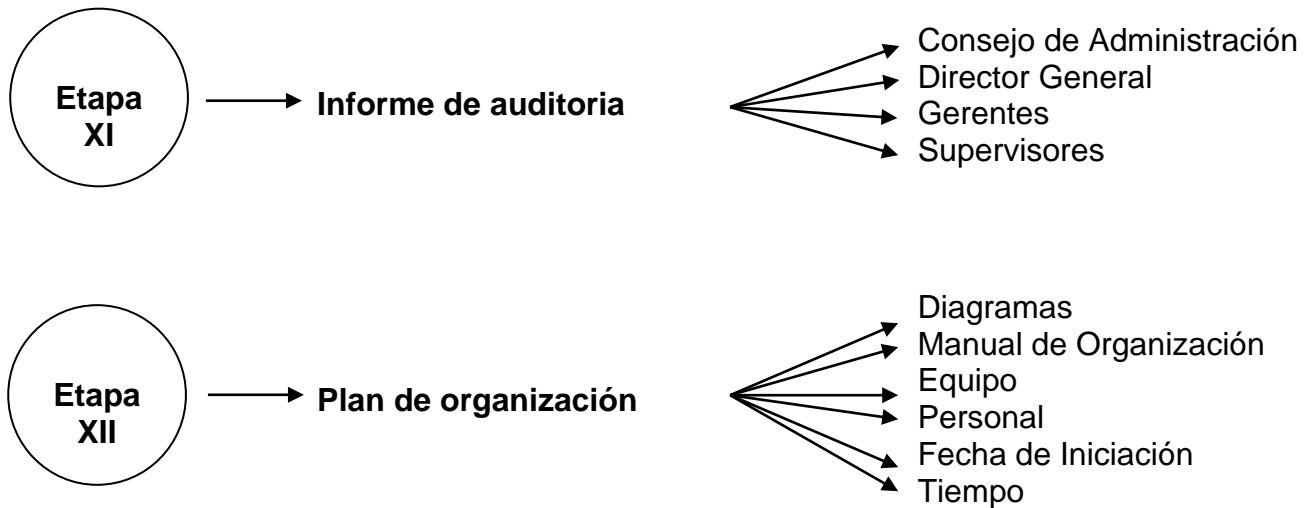 Etapa
XI
Informe de auditoria
Consejo de Administración
Director General
Gerentes
Supervisores
Etapa
XII
Plan de organización
Diagramas
Manual de Organización
Equipo
Personal
Fecha de Iniciación
Tiempo